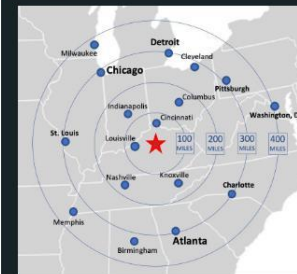 Milwaukee
Detroit
Chicago
Cleveland
Pittsburgh
Columbus
Indianapolis
Washington, D
Cincinnati
St. Louis
Louisville
100
MILES
200
MILES
300
MILES
400
MILES
Nashville
Knoxville
Charlotte
Memphis
Birmingham
Atlanta